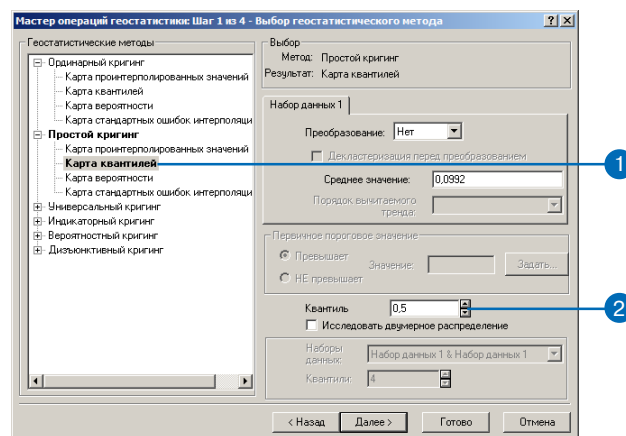 Мастер операций геостатистики: Шаг 1 из 4 - Выбор геостатистического метода
Геостатистические методы
Ординарный кригинг
Карта проинтерполированных значений
Карта квантилей
Карта вероятности
Карта стандартных ошибок интерполяци
Простой кригинг
Карта проинтерполированных значений
Карта квантилей
Карта вероятности
Карта стандартных ошибок интерполяци
Универсальный кригинг
Индикаторный кригинг
Вероятностный кригинг
Дизъюнктивный кригинг
Выбор
Метод: Простой кригинг
Результат: Карта квантилей
Набор данных 1
Преобразование: Нет
Декластеризация перед преобразованием
Среднее значение: 0,0992
Порядок вычитаемого
тренда:
Первичное пороговое значение
Превышает
Значение:
Задать...
НЕ превышает
Квантиль 0,5
Исследовать двумерное распределение
Наборы
данных: Набор данных 1 & Набор данных 1
Квантили: 4
< Назад Далее > Готово Отмена
1
2